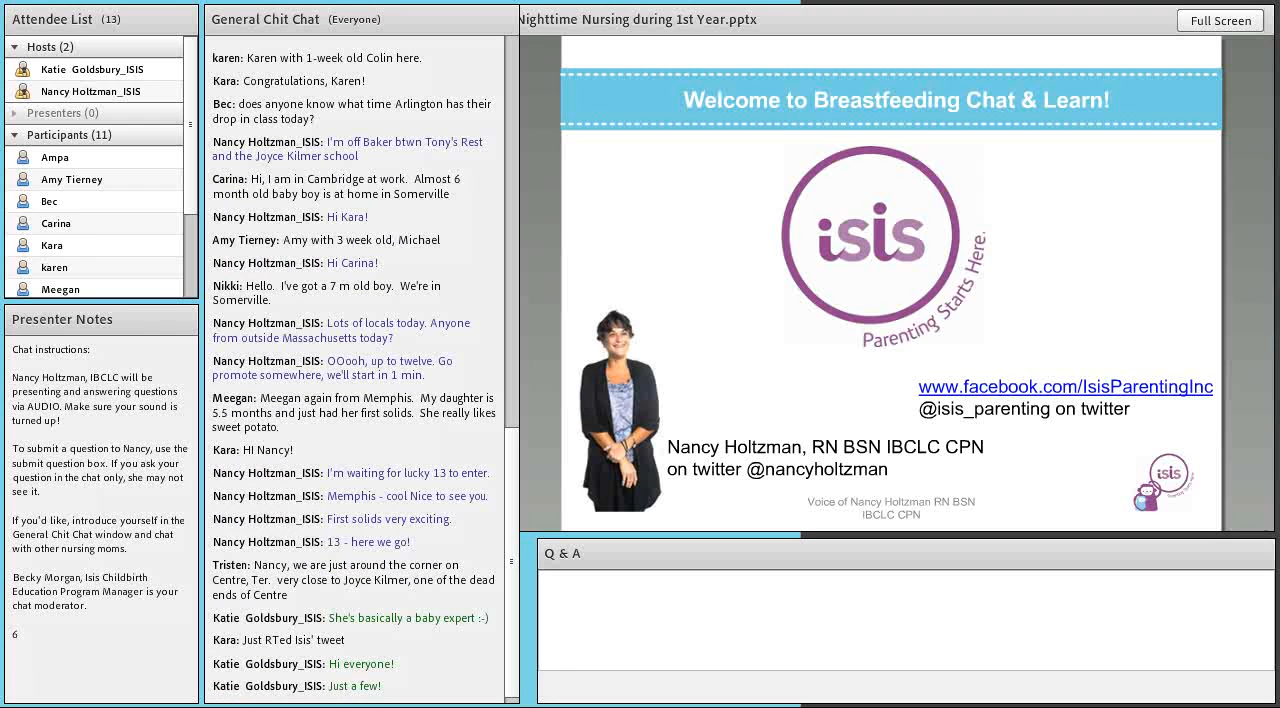 Attendee List (13)
Hosts (2)
Katie Goldsbury_ISIS
Nancy Holtzman_ISIS
Presenters (0)
Participants (11)
Ampa
Amy Tierney
Bec
Carina
Kara
karen
Meegan
Presenter Notes
Chat instructions:
Nancy Holtzman, IBCLC will be
presenting and answering questions
via AUDIO. Make sure your sound is
turned up!
To submit a question to Nancy, use the
submit question box. If you ask your
question in the chat only, she may not
see it.
If you'd like, introduce yourself in the
General Chit Chat window and chat
with other nursing moms.
Becky Morgan, Isis Childbirth
Education Program Manager is your
chat moderator.
6
General Chit Chat (Everyone)
karen: Karen with 1-week old Colin here.
Kara: Congratulations, Karen!
Bec: does anyone know what time Arlington has their
drop in class today?
Nancy Holtzman_ISIS: I'm off Baker btwn Tony's Rest
and the Joyce Kilmer school
Carina: Hi, I am in Cambridge at work. Almost 6
month old baby boy is at home in Somerville
Nancy Holtzman_ISIS: Hi Kara!
Amy Tierney: Amy with 3 week old, Michael
Nancy Holtzman_ISIS: Hi Carina!
Nikki: Hello. I've got a 7 m old boy. We're in
Somerville.
Nancy Holtzman_ISIS: Lots of locals today. Anyone
from outside Massachusetts today?
Nancy Holtzman_ISIS: OOooh, up to twelve. Go
promote somewhere, we'll start in 1 min.
Meegan: Meegan again from Memphis. My daughter is
5.5 months and just had her first solids. She really likes
sweet potato.
Kara: HI Nancy!
Nancy Holtzman_ISIS: I'm waiting for lucky 13 to enter.
Nancy Holtzman_ISIS: Memphis - cool Nice to see you.
Nancy Holtzman_ISIS: First solids very exciting.
Nancy Holtzman_ISIS: 13 - here we go!
Tristen: Nancy, we are just around the corner on
Centre, Ter. very close to Joyce Kilmer, one of the dead
ends of Centre
Katie Goldsbury_ISIS: She's basically a baby expert :-)
Kara: Just RTed Isis' tweet
Katie Goldsbury_ISIS: Hi everyone!
Katie Goldsbury_ISIS: Just a few!
Nighttime Nursing during 1st Year.pptx
Full Screen
Welcome to Breastfeeding Chat & Learn!
isis
Parenting Starts Here.
www.facebook.com/IsisParentingInc
@isis_parenting on twitter
Nancy Holtzman, RN BSN IBCLC CPN
on twitter @nancyholtzman
Voice of Nancy Holtzman RN BSN
IBCLC CPN
isis
Q & A